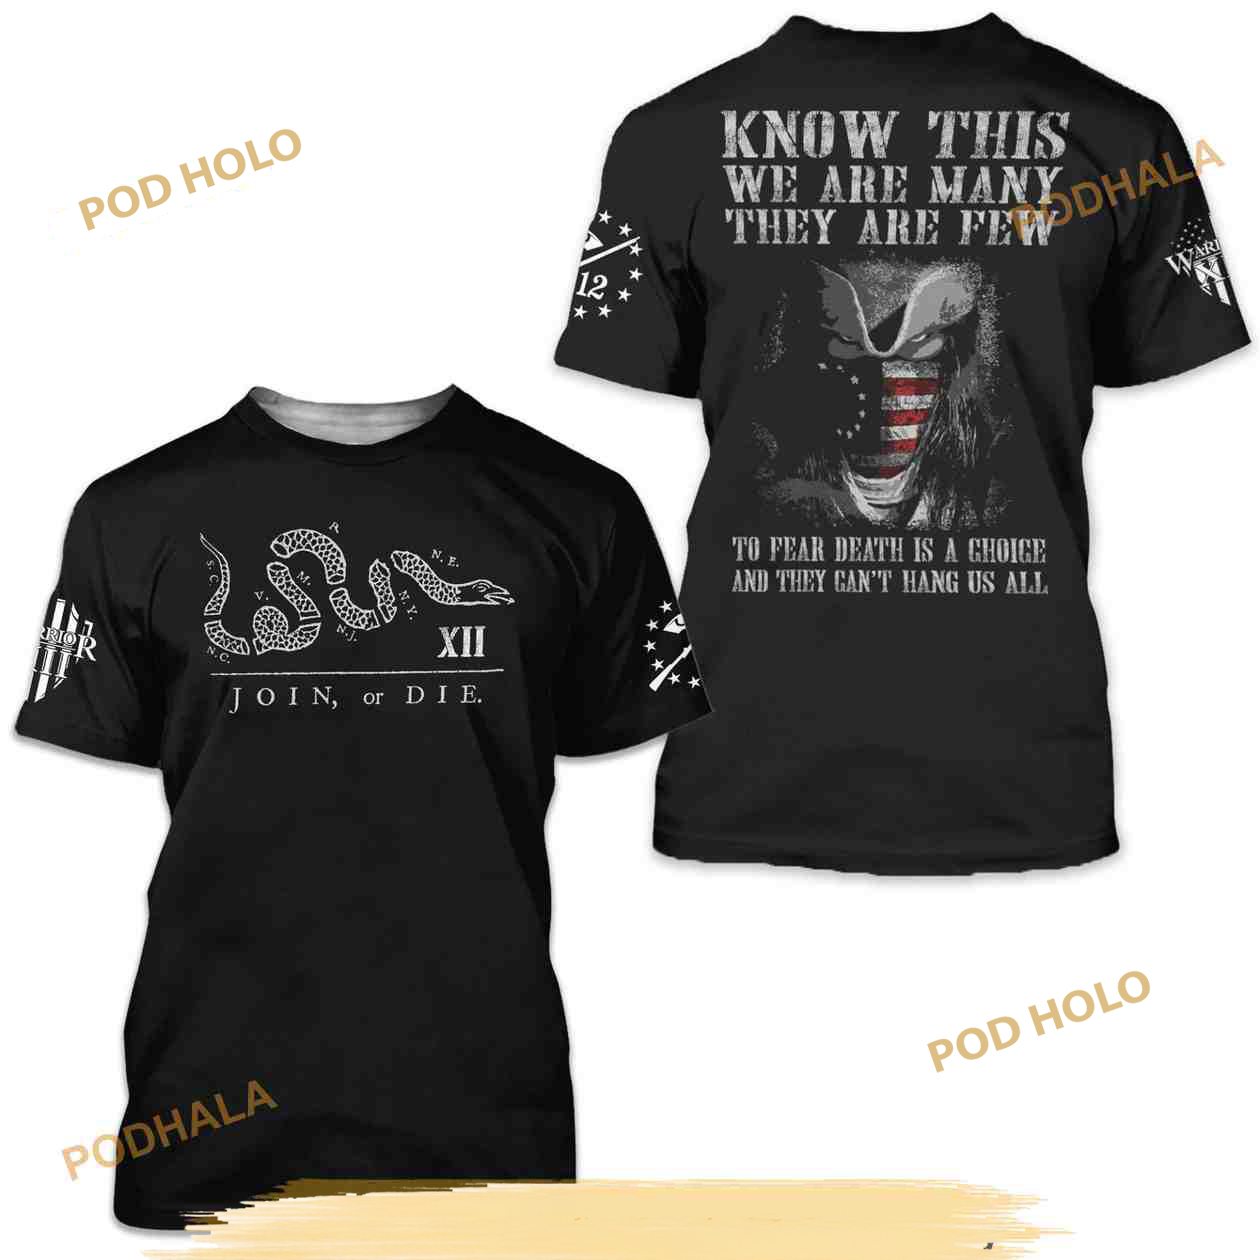 POD HOLO
KNOW THIS
WE ARE MANY
THEY ARE FEW
PODHALA
12
TO FEAR DEATH IS A CHOICE
AND THEY CAN'T HANG US ALL
R
N.E.
S.C.
M.
V.
N.Y.
N.J.
N.C.
XII
JOIN, or DIE.
POD HOLO
PODHALA